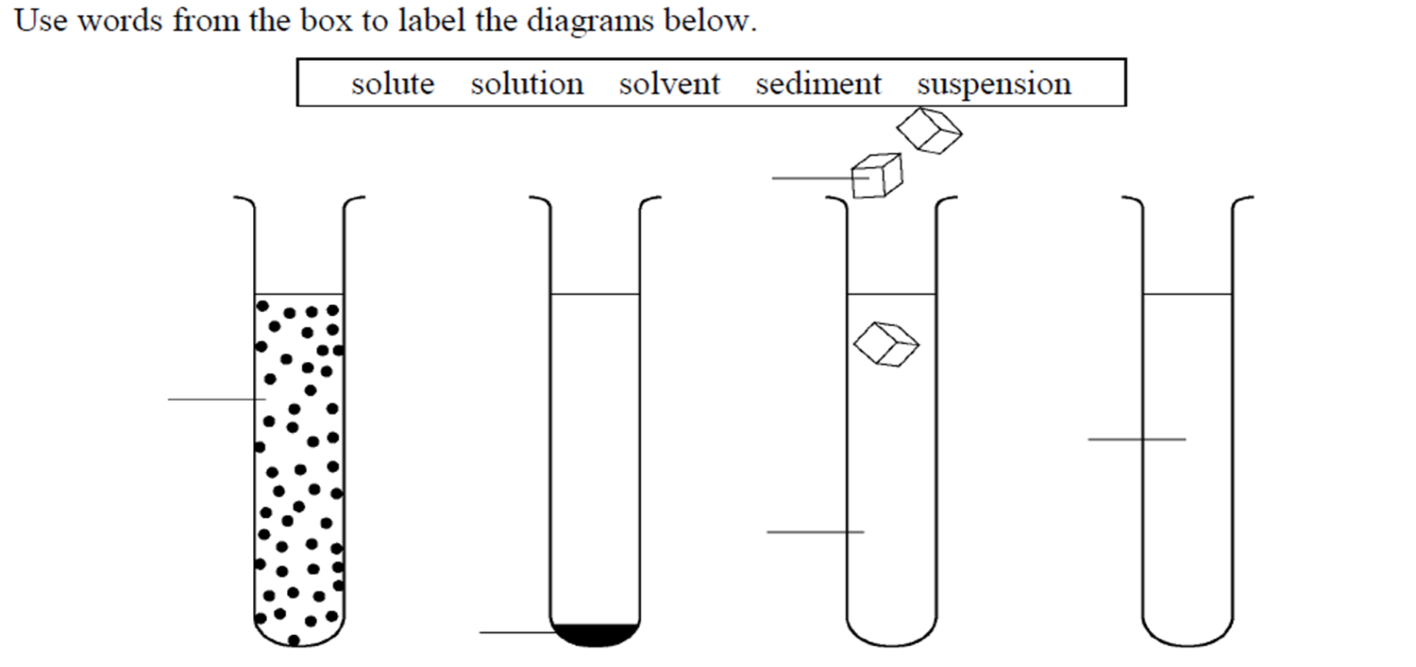 Use words from the box to label the diagrams below.
solute solution solvent sediment suspension